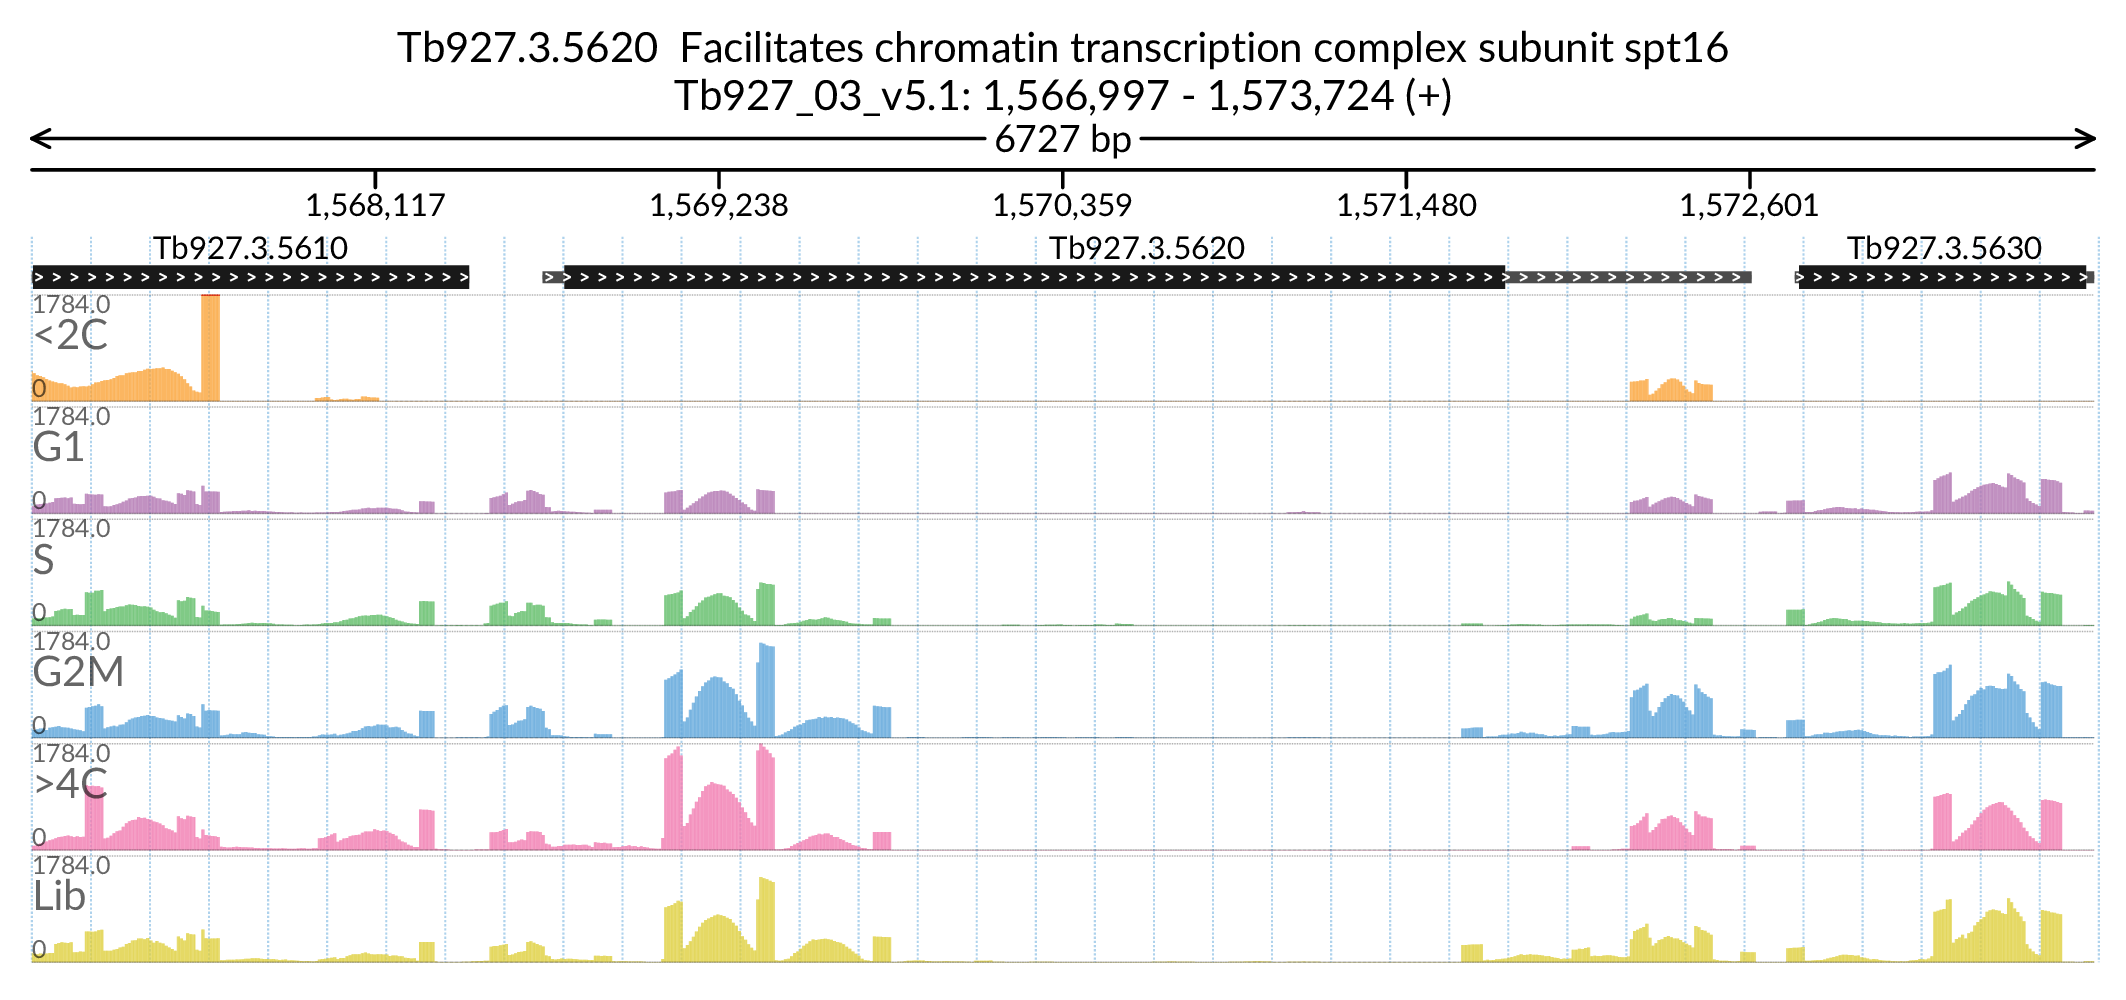 Tb927.3.5620  Facilitates chromatin transcription complex subunit spt16
Tb927_03_v5.1: 1,566,997 - 1,573,724 (+)
6727 bp
1,568,117 1,569,238 1,570,359 1,571,480 1,572,601
Tb927.3.5610 Tb927.3.5620 Tb927.3.5630
1784.0
<2C
0
1784.0
G1
0
1784.0
S
0
1784.0
G2M
0
1784.0
>4C
0
1784.0
Lib
0